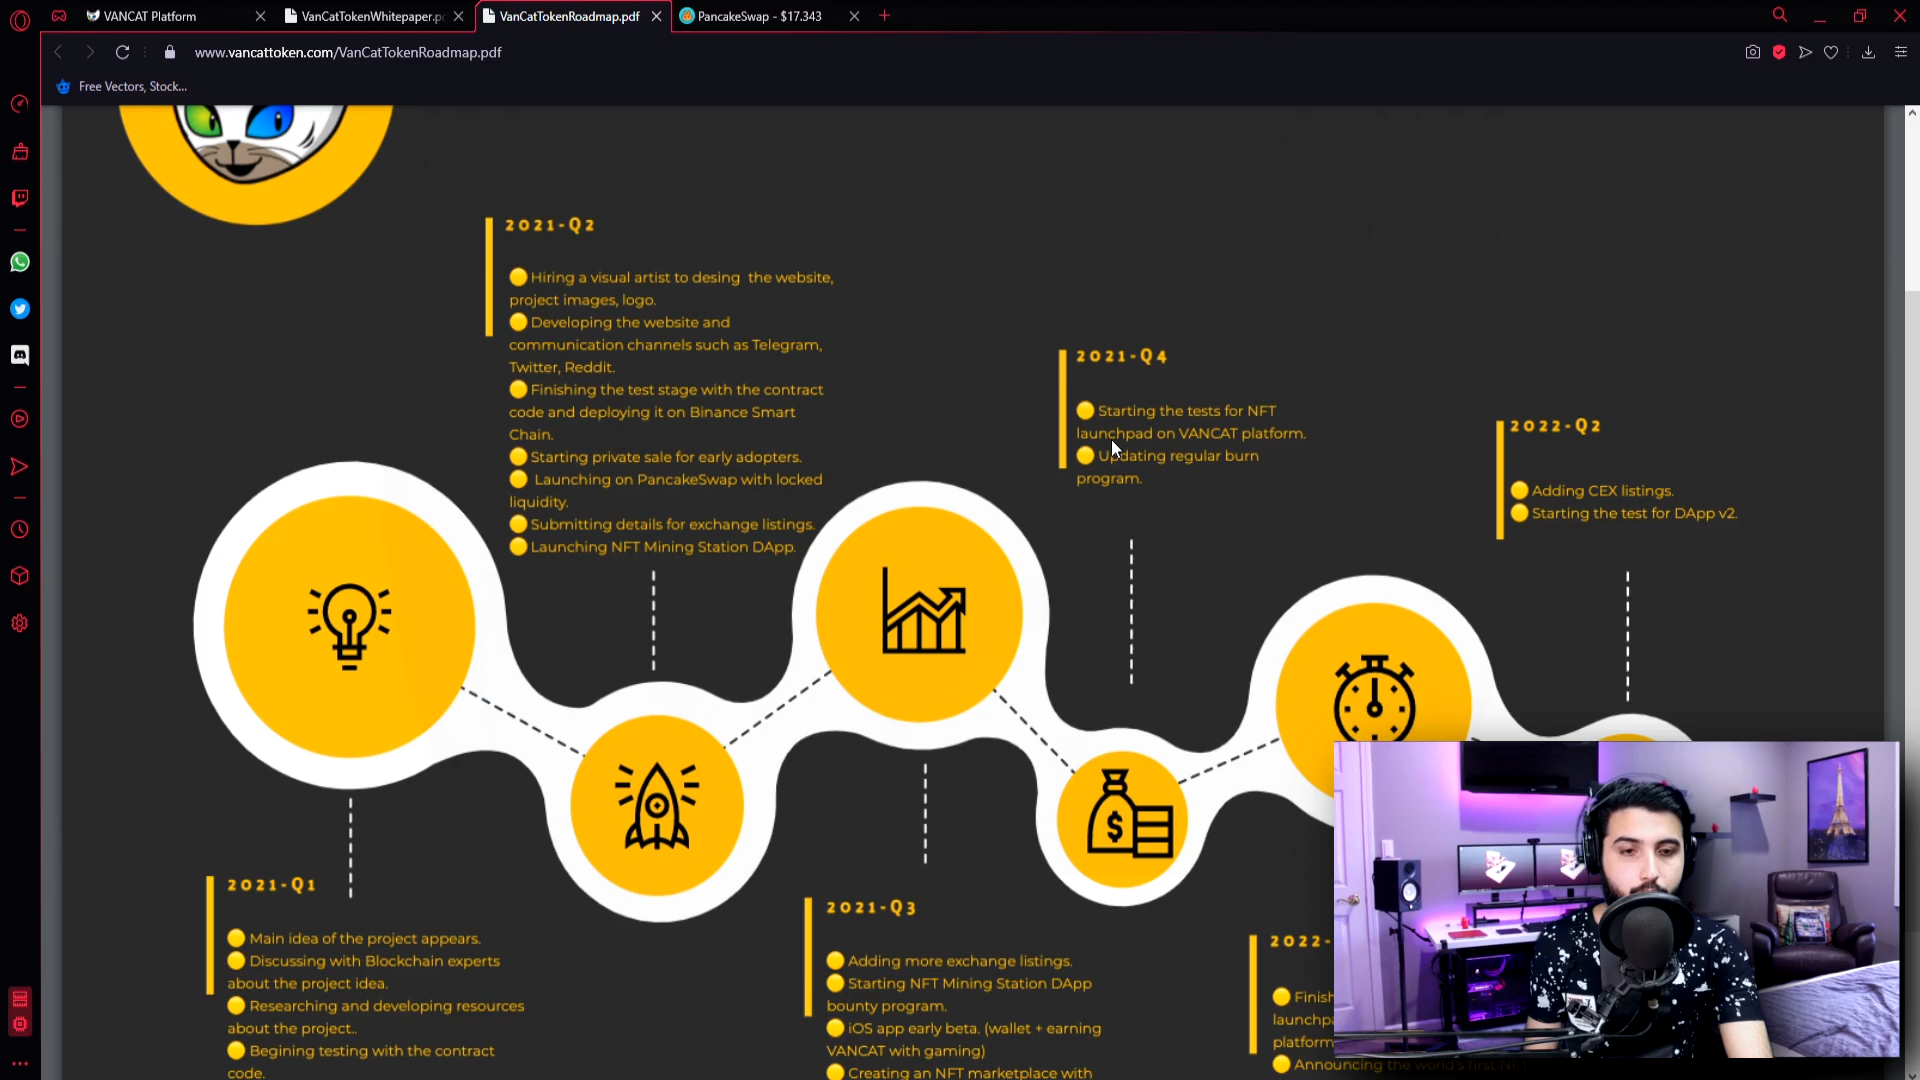 VANCAT Platform
VanCatTokenWhitepaper.p
VanCatTokenRoadmap.pdf
PancakeSwap - $17.343
www.vancattoken.com/VanCatTokenRoadmap.pdf
Free Vectors, Stock...
2021-Q2
Hiring a visual artist to desing the website,
project images, logo.
Developing the website and
communication channels such as Telegram,
Twitter, Reddit.
Finishing the test stage with the contract
code and deploying it on Binance Smart
Chain.
Starting private sale for early adopters.
Launching on PancakeSwap with locked
liquidity.
Submitting details for exchange listings.
Launching NFT Mining Station DApp.
2021-Q4
Starting the tests for NFT
launchpad on VANCAT platform.
Updating regular burn
program.
2022-Q2
Adding CEX listings.
Starting the test for DApp v2.
2021-Q1
Main idea of the project appears.
Discussing with Blockchain experts
about the project idea.
Researching and developing resources
about the project..
Begining testing with the contract
code.
2021-Q3
Adding more exchange listings.
Starting NFT Mining Station DApp
bounty program.
iOS app early beta. (wallet + earning
VANCAT with gaming)
Creating an NFT marketplace with
2022-
Finish
launchpa
platform
Announcing the world's first NFT